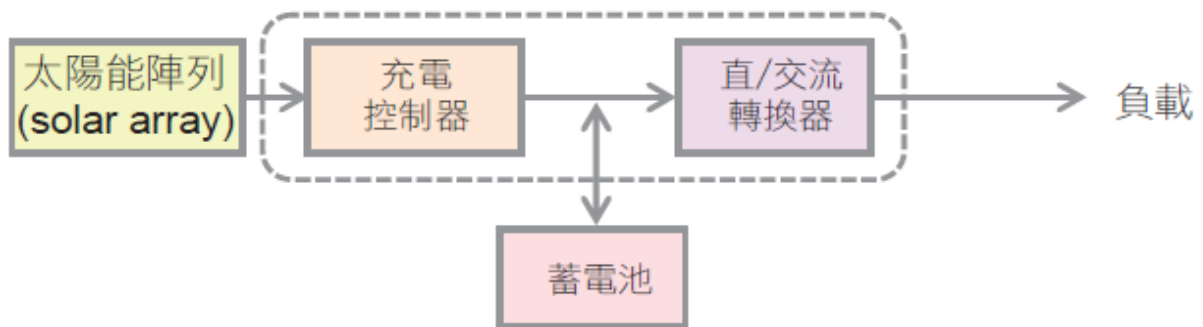 太陽能陣列
(solar array)
充電
控制器
直/交流
轉換器
負載
蓄電池